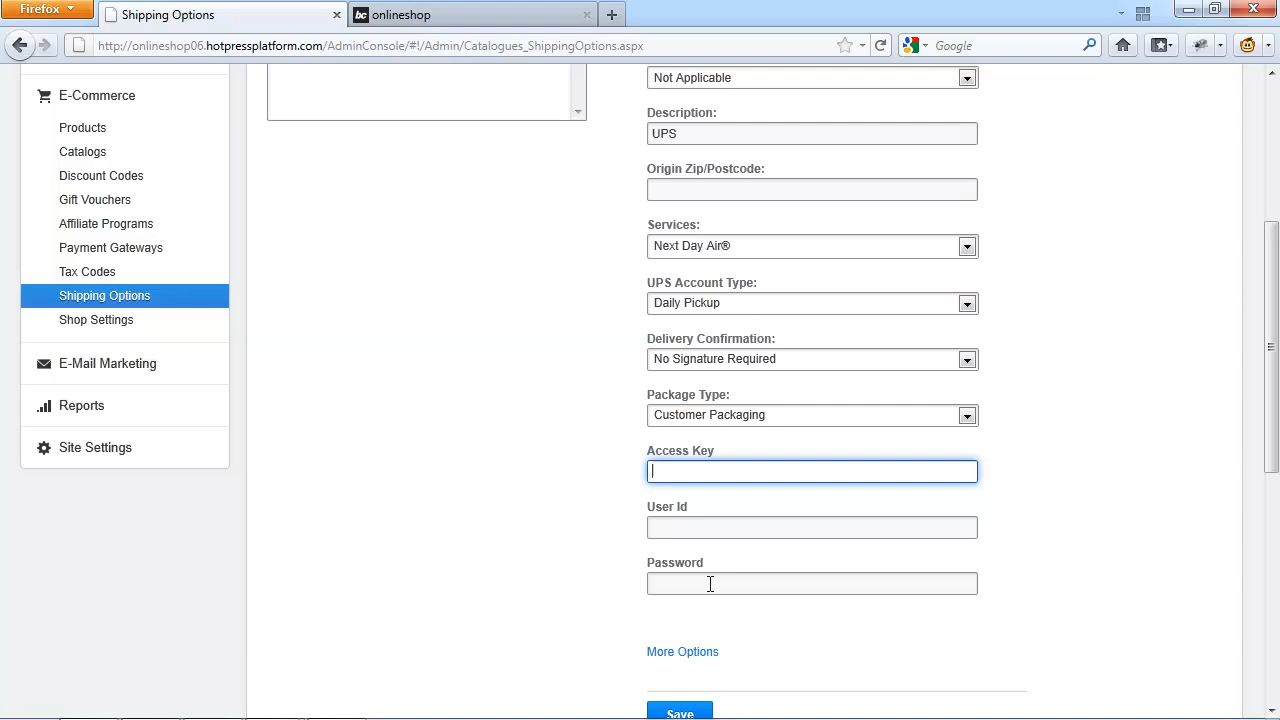 Firefox
Shipping Options
bc onlineshop
http://onlineshop06.hotpressplatform.com/AdminConsole/#!/Admin/Catalogues_ShippingOptions.aspx
Google
E-Commerce
Products
Catalogs
Discount Codes
Gift Vouchers
Affiliate Programs
Payment Gateways
Tax Codes
Shipping Options
Shop Settings
E-Mail Marketing
Reports
Site Settings
Not Applicable
Description:
UPS
Origin Zip/Postcode:
Services:
Next Day Air®
UPS Account Type:
Daily Pickup
Delivery Confirmation:
No Signature Required
Package Type:
Customer Packaging
Access Key
User Id
Password
More Options
Save